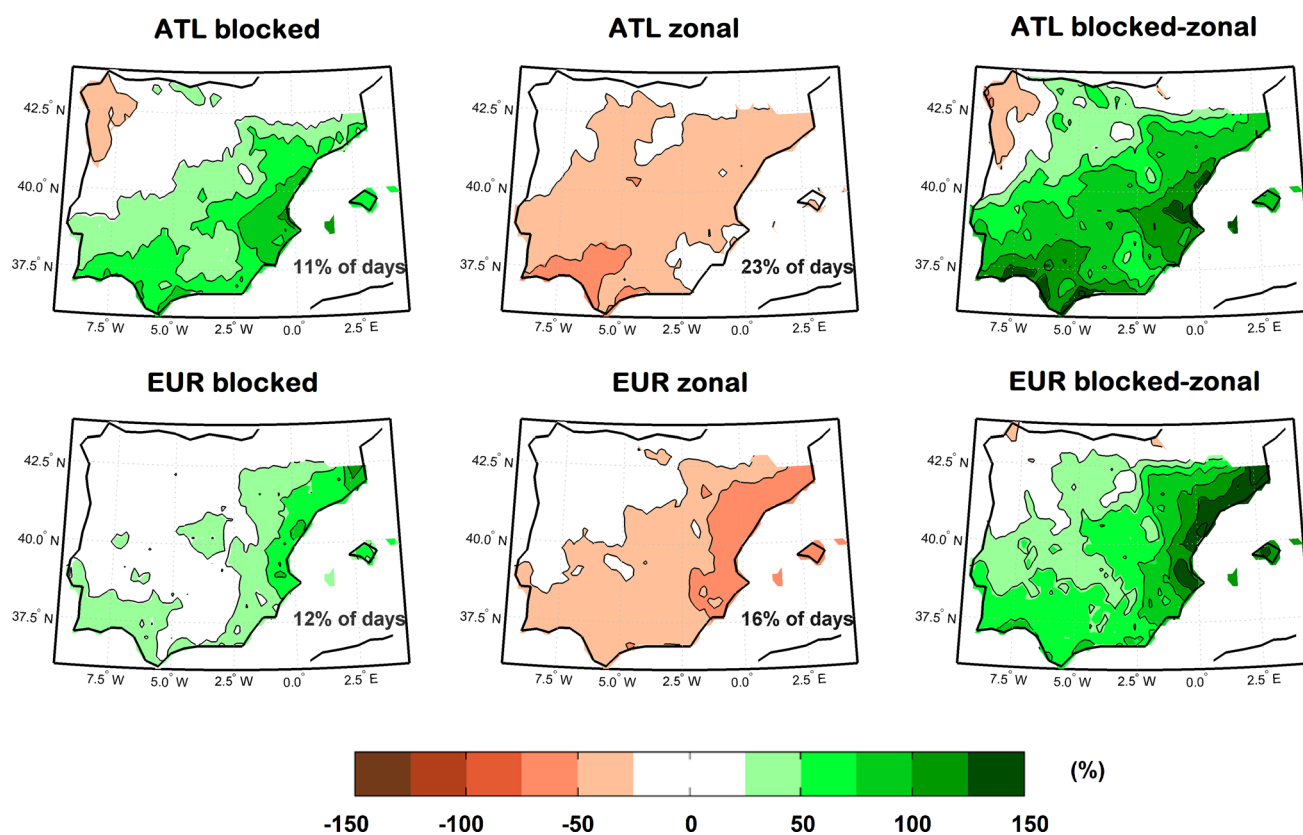 ATL blocked
ATL zonal
ATL blocked-zonal
42.5° N
40.0° N
37.5° N
11% of days
7.5° W
5.0° W
2.5° W
0.0°
2.5° E
42.5° N
40.0° N
37.5° N
23% of days
7.5° W
5.0° W
2.5° W
0.0°
2.5° E
42.5° N
40.0° N
37.5° N
7.5° W
5.0° W
2.5° W
0.0°
2.5° E
EUR blocked
EUR zonal
EUR blocked-zonal
42.5° N
40.0° N
37.5° N
12% of days
7.5° W
5.0° W
2.5° W
0.0°
2.5° E
42.5° N
40.0° N
37.5° N
16% of days
7.5° W
5.0° W
2.5° W
0.0°
2.5° E
42.5° N
40.0° N
37.5° N
7.5° W
5.0° W
2.5° W
0.0°
2.5° E
(%)
-150 -100 -50 0 50 100 150